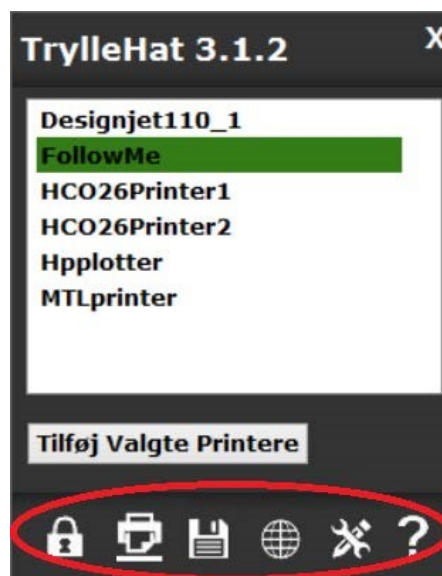 TrylleHat 3.1.2 X
Designjet110_1
FollowMe
HCO26Printer1
HCO26Printer2
Hpplotter
MTLprinter
Tilføj Valgte Printere
?